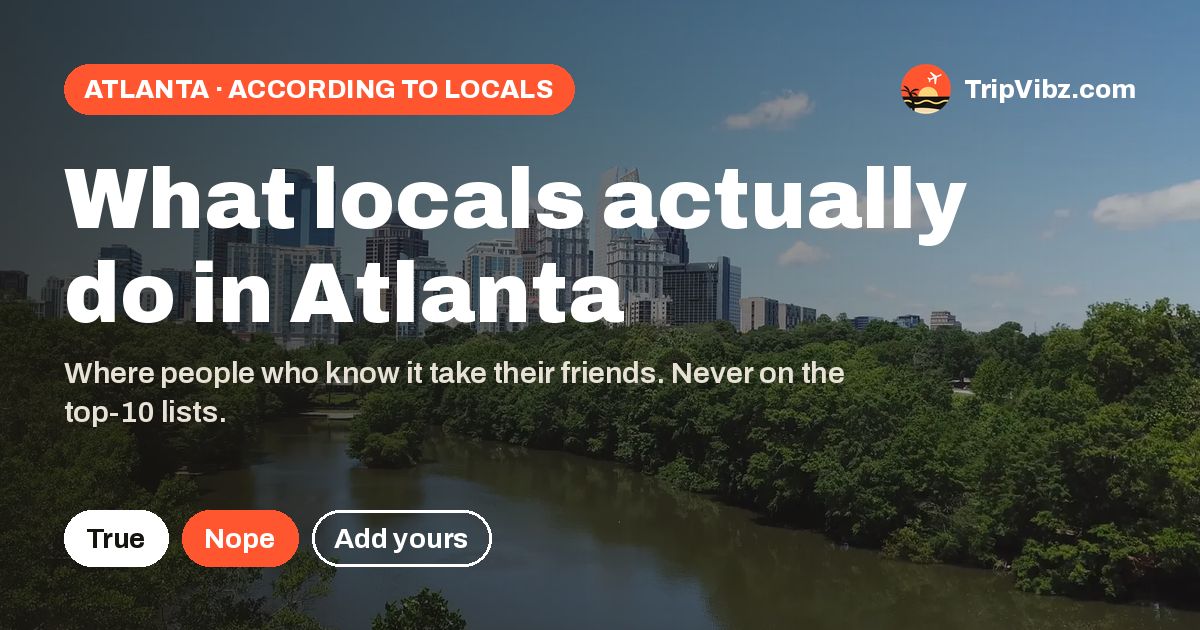 ATLANTA · ACCORDING TO LOCALS
TripVibz.com
What locals actually
do in Atlanta
Where people who know it take their friends. Never on the
top-10 lists.
True
Nope
Add yours